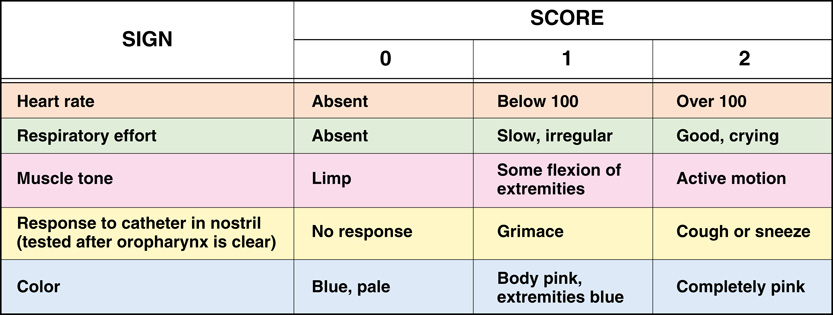 SIGN
SCORE
0 1 2
Heart rate Absent Below 100 Over 100
Respiratory effort Absent Slow, irregular Good, crying
Muscle tone Limp Some flexion of
extremities Active motion
Response to catheter in nostril
(tested after oropharynx is clear) No response Grimace Cough or sneeze
Color Blue, pale Body pink,
extremities blue Completely pink